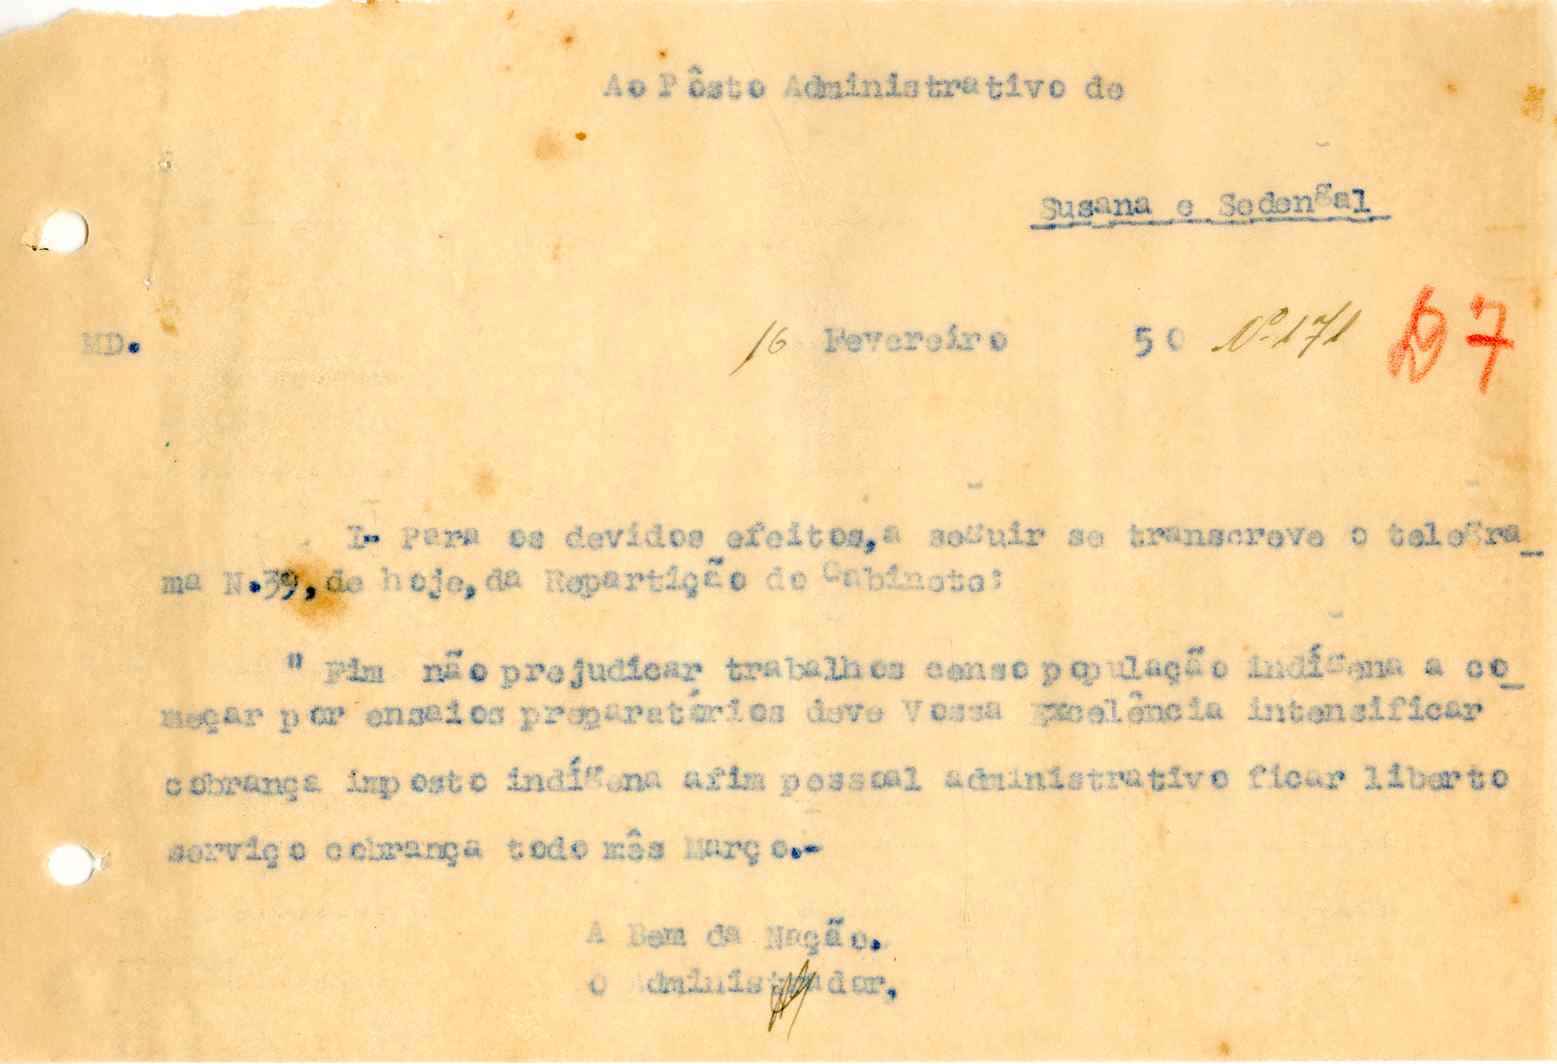 Ao Pôsto Administrativo de
Susana e Sedengal
MD. 16 Fevereiro 50 Nº 171
I- Para os devidos efeitos, a seguir se transcreve o telegra_
ma N.39, de hoje, da Repartição de Gabinete:
" Fim não prejudicar trabalhos censo população indígena a co_
meçar por ensaios preparatórios deve Vossa Excelência intensificar
cobrança imposto indígena afim pessoal administrativo ficar liberto
serviço cobrança todo mês Março.-
A Bem da Nação.
O Administrador,